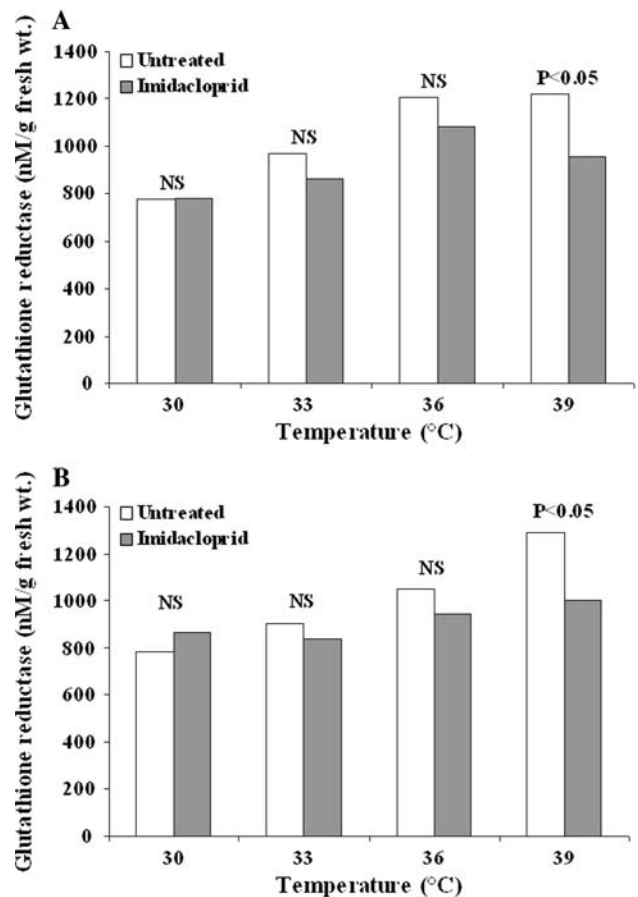 A
Glutathione reductase (nM/g fresh wt.)
1400
1200
1000
800
600
400
200
0
Untreated
Imidacloprid
NS
NS
NS
P<0.05
30
33
36
39
Temperature (°C)
B
Glutathione reductase (nM/g fresh wt.)
1400
1200
1000
800
600
400
200
0
Untreated
Imidacloprid
NS
NS
NS
P<0.05
30
33
36
39
Temperature (°C)